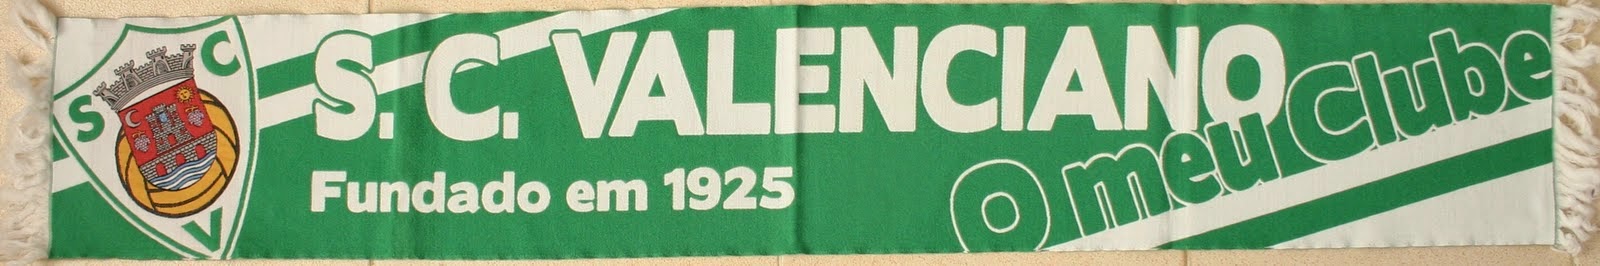 S C V
S. C. VALENCIANO
Fundado em 1925
O meu Clube